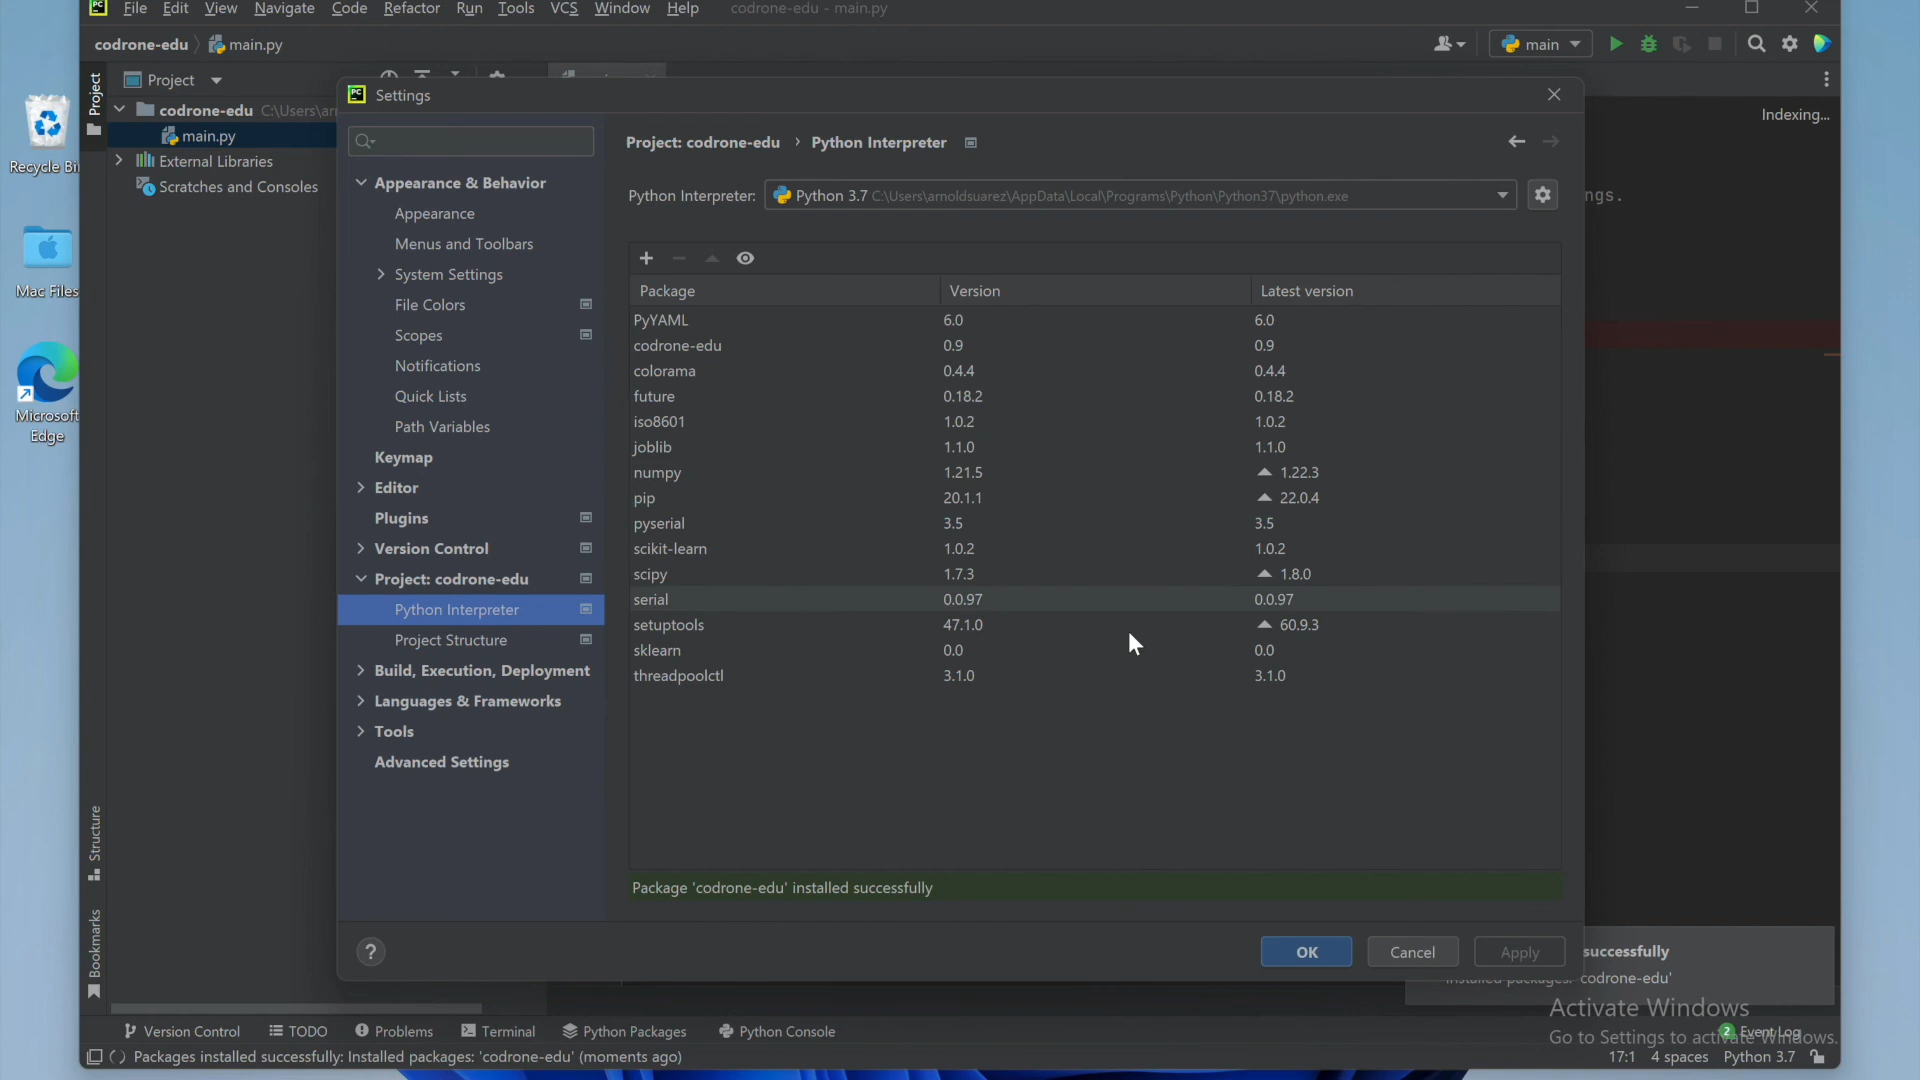 PC File Edit View Navigate Code Refactor Run Tools VCS Window Help codrone-edu - main.py
codrone-edu main.py main
Project Project
codrone-edu C:\Users\arn
main.py
External Libraries
Scratches and Consoles
Indexing...
ngs.
Recycle Bi
Mac Files
Microsoft
Edge
PC Settings
Appearance & Behavior
Appearance
Menus and Toolbars
System Settings
File Colors
Scopes
Notifications
Quick Lists
Path Variables
Keymap
Editor
Plugins
Version Control
Project: codrone-edu
Python Interpreter
Project Structure
Build, Execution, Deployment
Languages & Frameworks
Tools
Advanced Settings
Project: codrone-edu › Python Interpreter
Python Interpreter: Python 3.7 C:\Users\arnoldsuarez\AppData\Local\Programs\Python\Python37\python.exe
Package Version Latest version
PyYAML 6.0 6.0
codrone-edu 0.9 0.9
colorama 0.4.4 0.4.4
future 0.18.2 0.18.2
iso8601 1.0.2 1.0.2
joblib 1.1.0 1.1.0
numpy 1.21.5 1.22.3
pip 20.1.1 22.0.4
pyserial 3.5 3.5
scikit-learn 1.0.2 1.0.2
scipy 1.7.3 1.8.0
serial 0.0.97 0.0.97
setuptools 47.1.0 60.9.3
sklearn 0.0 0.0
threadpoolctl 3.1.0 3.1.0
Package 'codrone-edu' installed successfully
? OK Cancel Apply
successfully
Installed packages: 'codrone-edu'
Structure
Bookmarks
Activate Windows
Go to Settings to activate Windows.
Version Control TODO Problems Terminal Python Packages Python Console 2 Event Log
Packages installed successfully: Installed packages: 'codrone-edu' (moments ago) 17:1 4 spaces Python 3.7